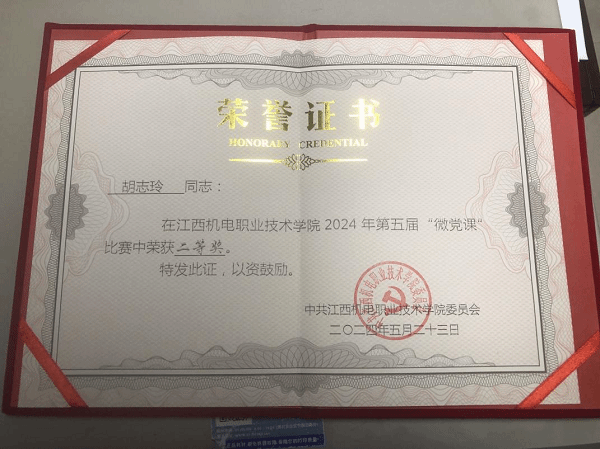 荣誉证书
HONORARY CREDENTIAL
胡志玲 同志：
在江西机电职业技术学院 2024 年第五届“微党课”
比赛中荣获二等奖。
特发此证，以资鼓励。
中共江西机电职业技术学院委员会
二〇二四年五月二十三日